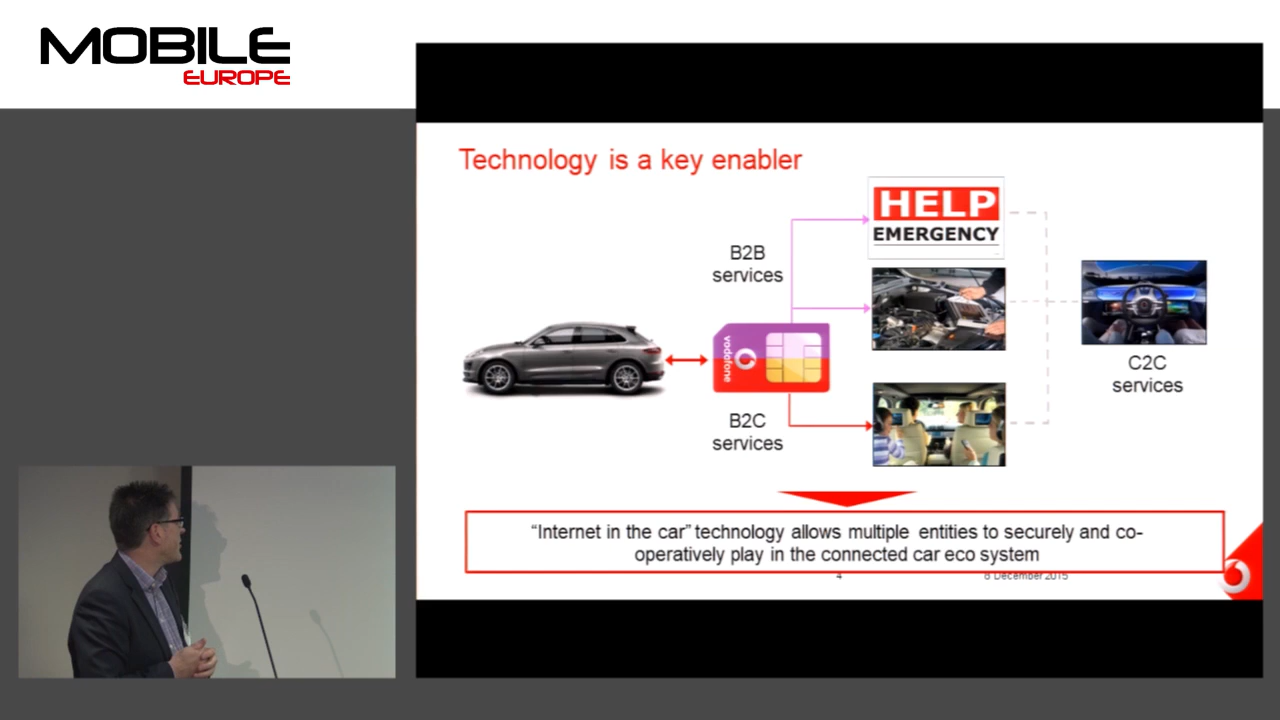 MOBILE
EUROPE
Technology is a key enabler
HELP
EMERGENCY
B2B
services
vodafone
C2C
services
B2C
services
“Internet in the car” technology allows multiple entities to securely and co-
operatively play in the connected car eco system
4
8 December 2015